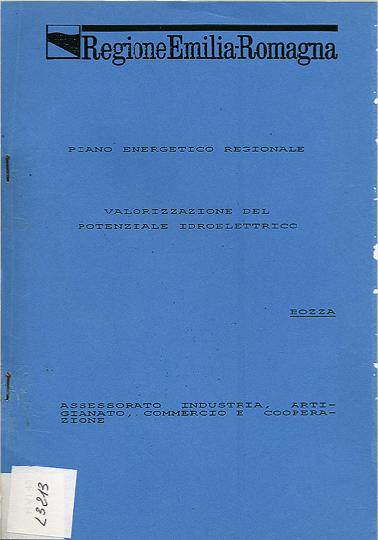 RegioneEmilia-Romagna
PIANO ENERGETICO REGIONALE
VALORIZZAZIONE DEL
POTENZIALE IDROELETTRICO
BOZZA
ASSESSORATO INDUSTRIA, ARTI-
GIANATO, COMMERCIO E COOPERA-
ZIONE
L3813